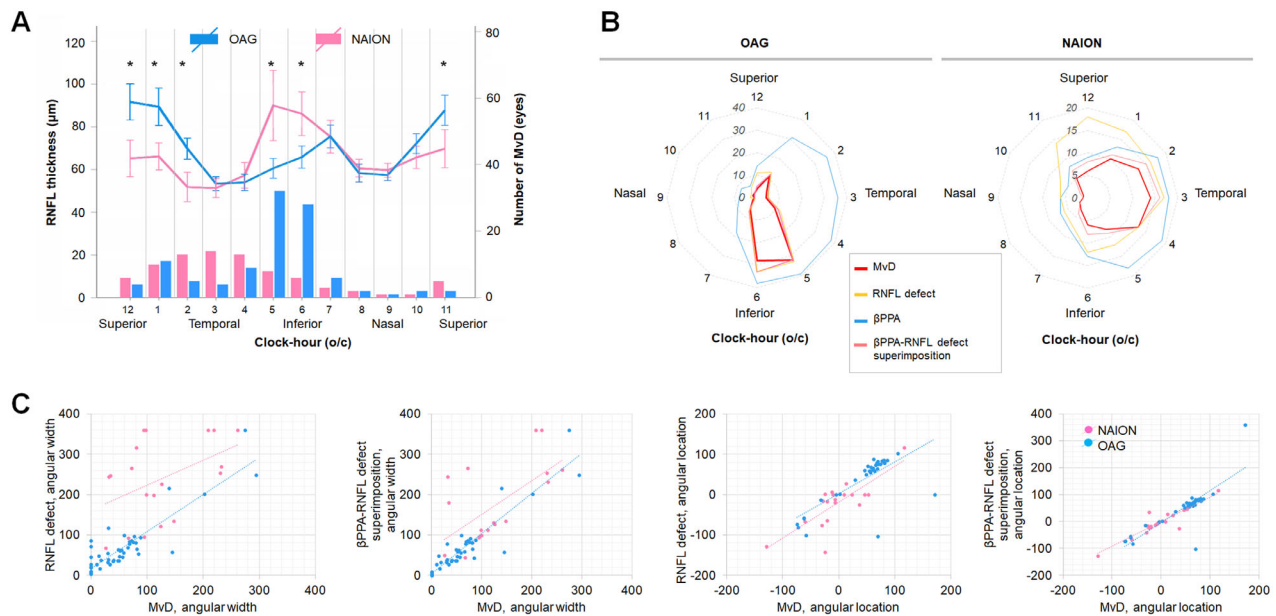 A
OAG
NAION
RNFL thickness (µm)
120
100
80
60
40
20
0
* * * * * *
Number of MvD (eyes)
80
60
40
20
0
12 1 2 3 4 5 6 7 8 9 10 11
Superior Temporal Inferior Nasal Superior
Clock-hour (o/c)
B
OAG
Superior
12
1
2
3
4
5
6
7
8
9
10
11
40
30
20
10
0
Nasal
Temporal
Inferior
Clock-hour (o/c)
NAION
Superior
12
1
2
3
4
5
6
7
8
9
10
11
20
15
10
5
0
Nasal
Temporal
Inferior
Clock-hour (o/c)
MvD
RNFL defect
βPPA
βPPA-RNFL defect
superimposition
C
RNFL defect, angular width
400
300
200
100
0
0 100 200 300 400
MvD, angular width
βPPA-RNFL defect
superimposition,
angular width
400
300
200
100
0
0 100 200 300 400
MvD, angular width
RNFL defect, angular location
200
100
0
-100
-200
-200 -100 0 100 200
MvD, angular location
βPPA-RNFL defect
superimposition,
angular location
400
300
200
100
0
-100
-200
-200 -100 0 100 200
MvD, angular location
NAION
OAG